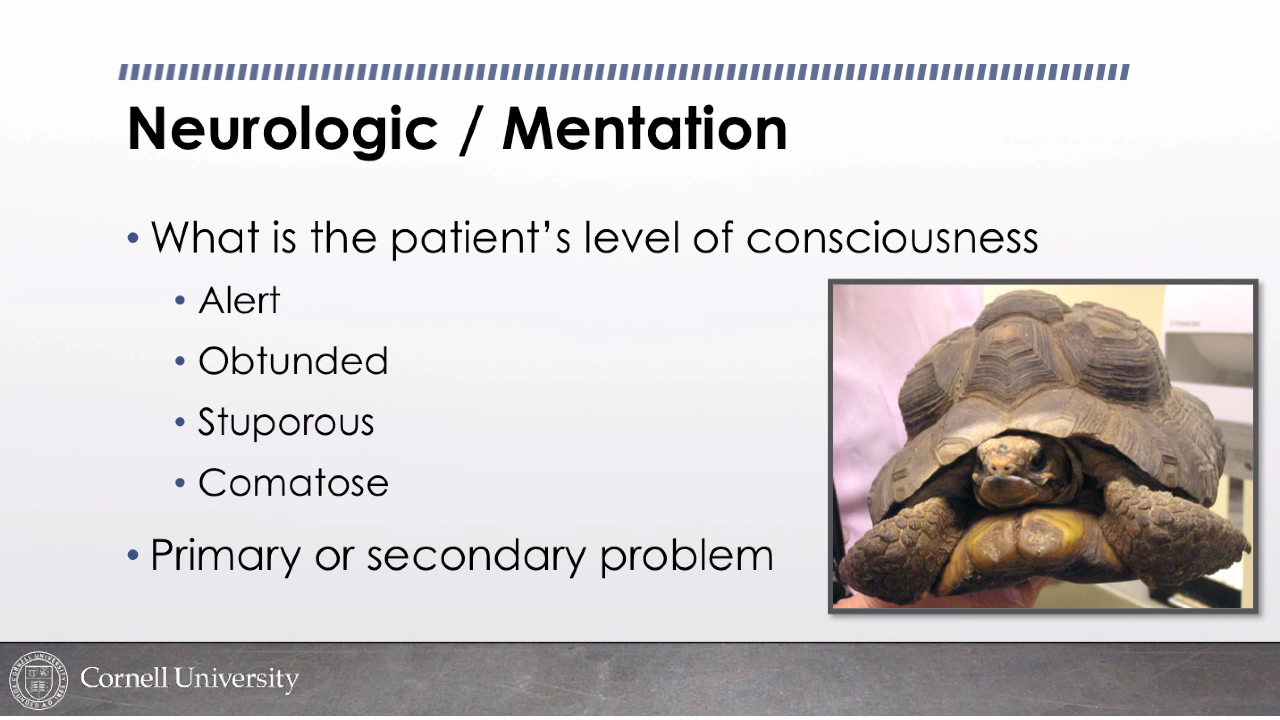 Neurologic / Mentation
• What is the patient’s level of consciousness
• Alert
• Obtunded
• Stuporous
• Comatose
• Primary or secondary problem
Cornell University